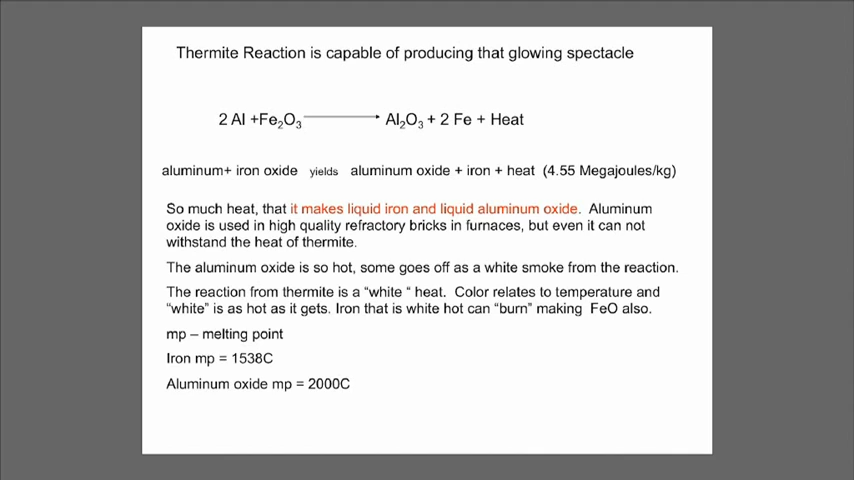 Thermite Reaction is capable of producing that glowing spectacle
2 Al +Fe₂O₃ → Al₂O₃ + 2 Fe + Heat
aluminum+ iron oxide yields aluminum oxide + iron + heat (4.55 Megajoules/kg)
So much heat, that it makes liquid iron and liquid aluminum oxide. Aluminum
oxide is used in high quality refractory bricks in furnaces, but even it can not
withstand the heat of thermite.
The aluminum oxide is so hot, some goes off as a white smoke from the reaction.
The reaction from thermite is a “white “ heat. Color relates to temperature and
“white” is as hot as it gets. Iron that is white hot can “burn” making FeO also.
mp – melting point
Iron mp = 1538C
Aluminum oxide mp = 2000C